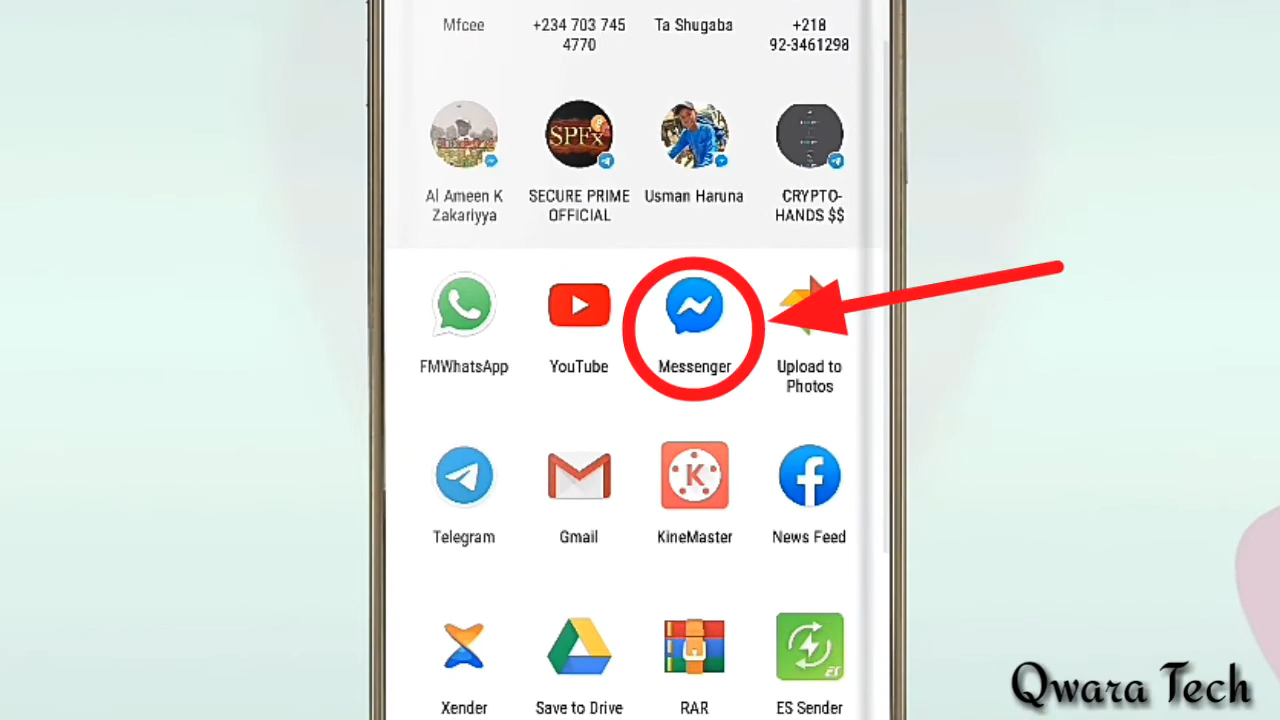 Mfcee
+234 703 745
4770
Ta Shugaba
+218
92-3461298
Al Ameen K
Zakariyya
SPFx
SECURE PRIME
OFFICIAL
Usman Haruna
CRYPTO-
HANDS $$
FMWhatsApp
YouTube
Messenger
Upload to
Photos
Telegram
Gmail
K
KineMaster
f
News Feed
Xender
Save to Drive
RAR
ES
ES Sender
Qwara Tech